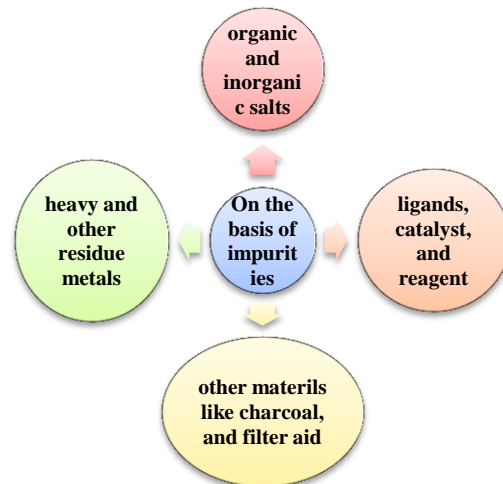 organic
and
inorgani
c salts
heavy and
other
residue
metals
On the
basis of
impurit
ies
ligands,
catalyst,
and
reagent
other materils
like charcoal,
and filter aid